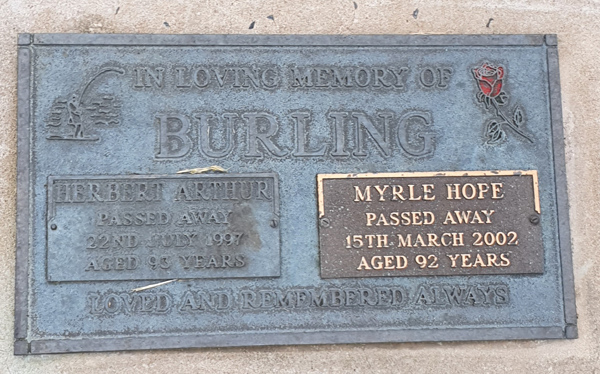 IN LOVING MEMORY OF
BURLING
HERBERT ARTHUR
PASSED AWAY
22ND JULY 1997
AGED 93 YEARS
MYRLE HOPE
PASSED AWAY
15TH MARCH 2002
AGED 92 YEARS
LOVED AND REMEMBERED ALWAYS